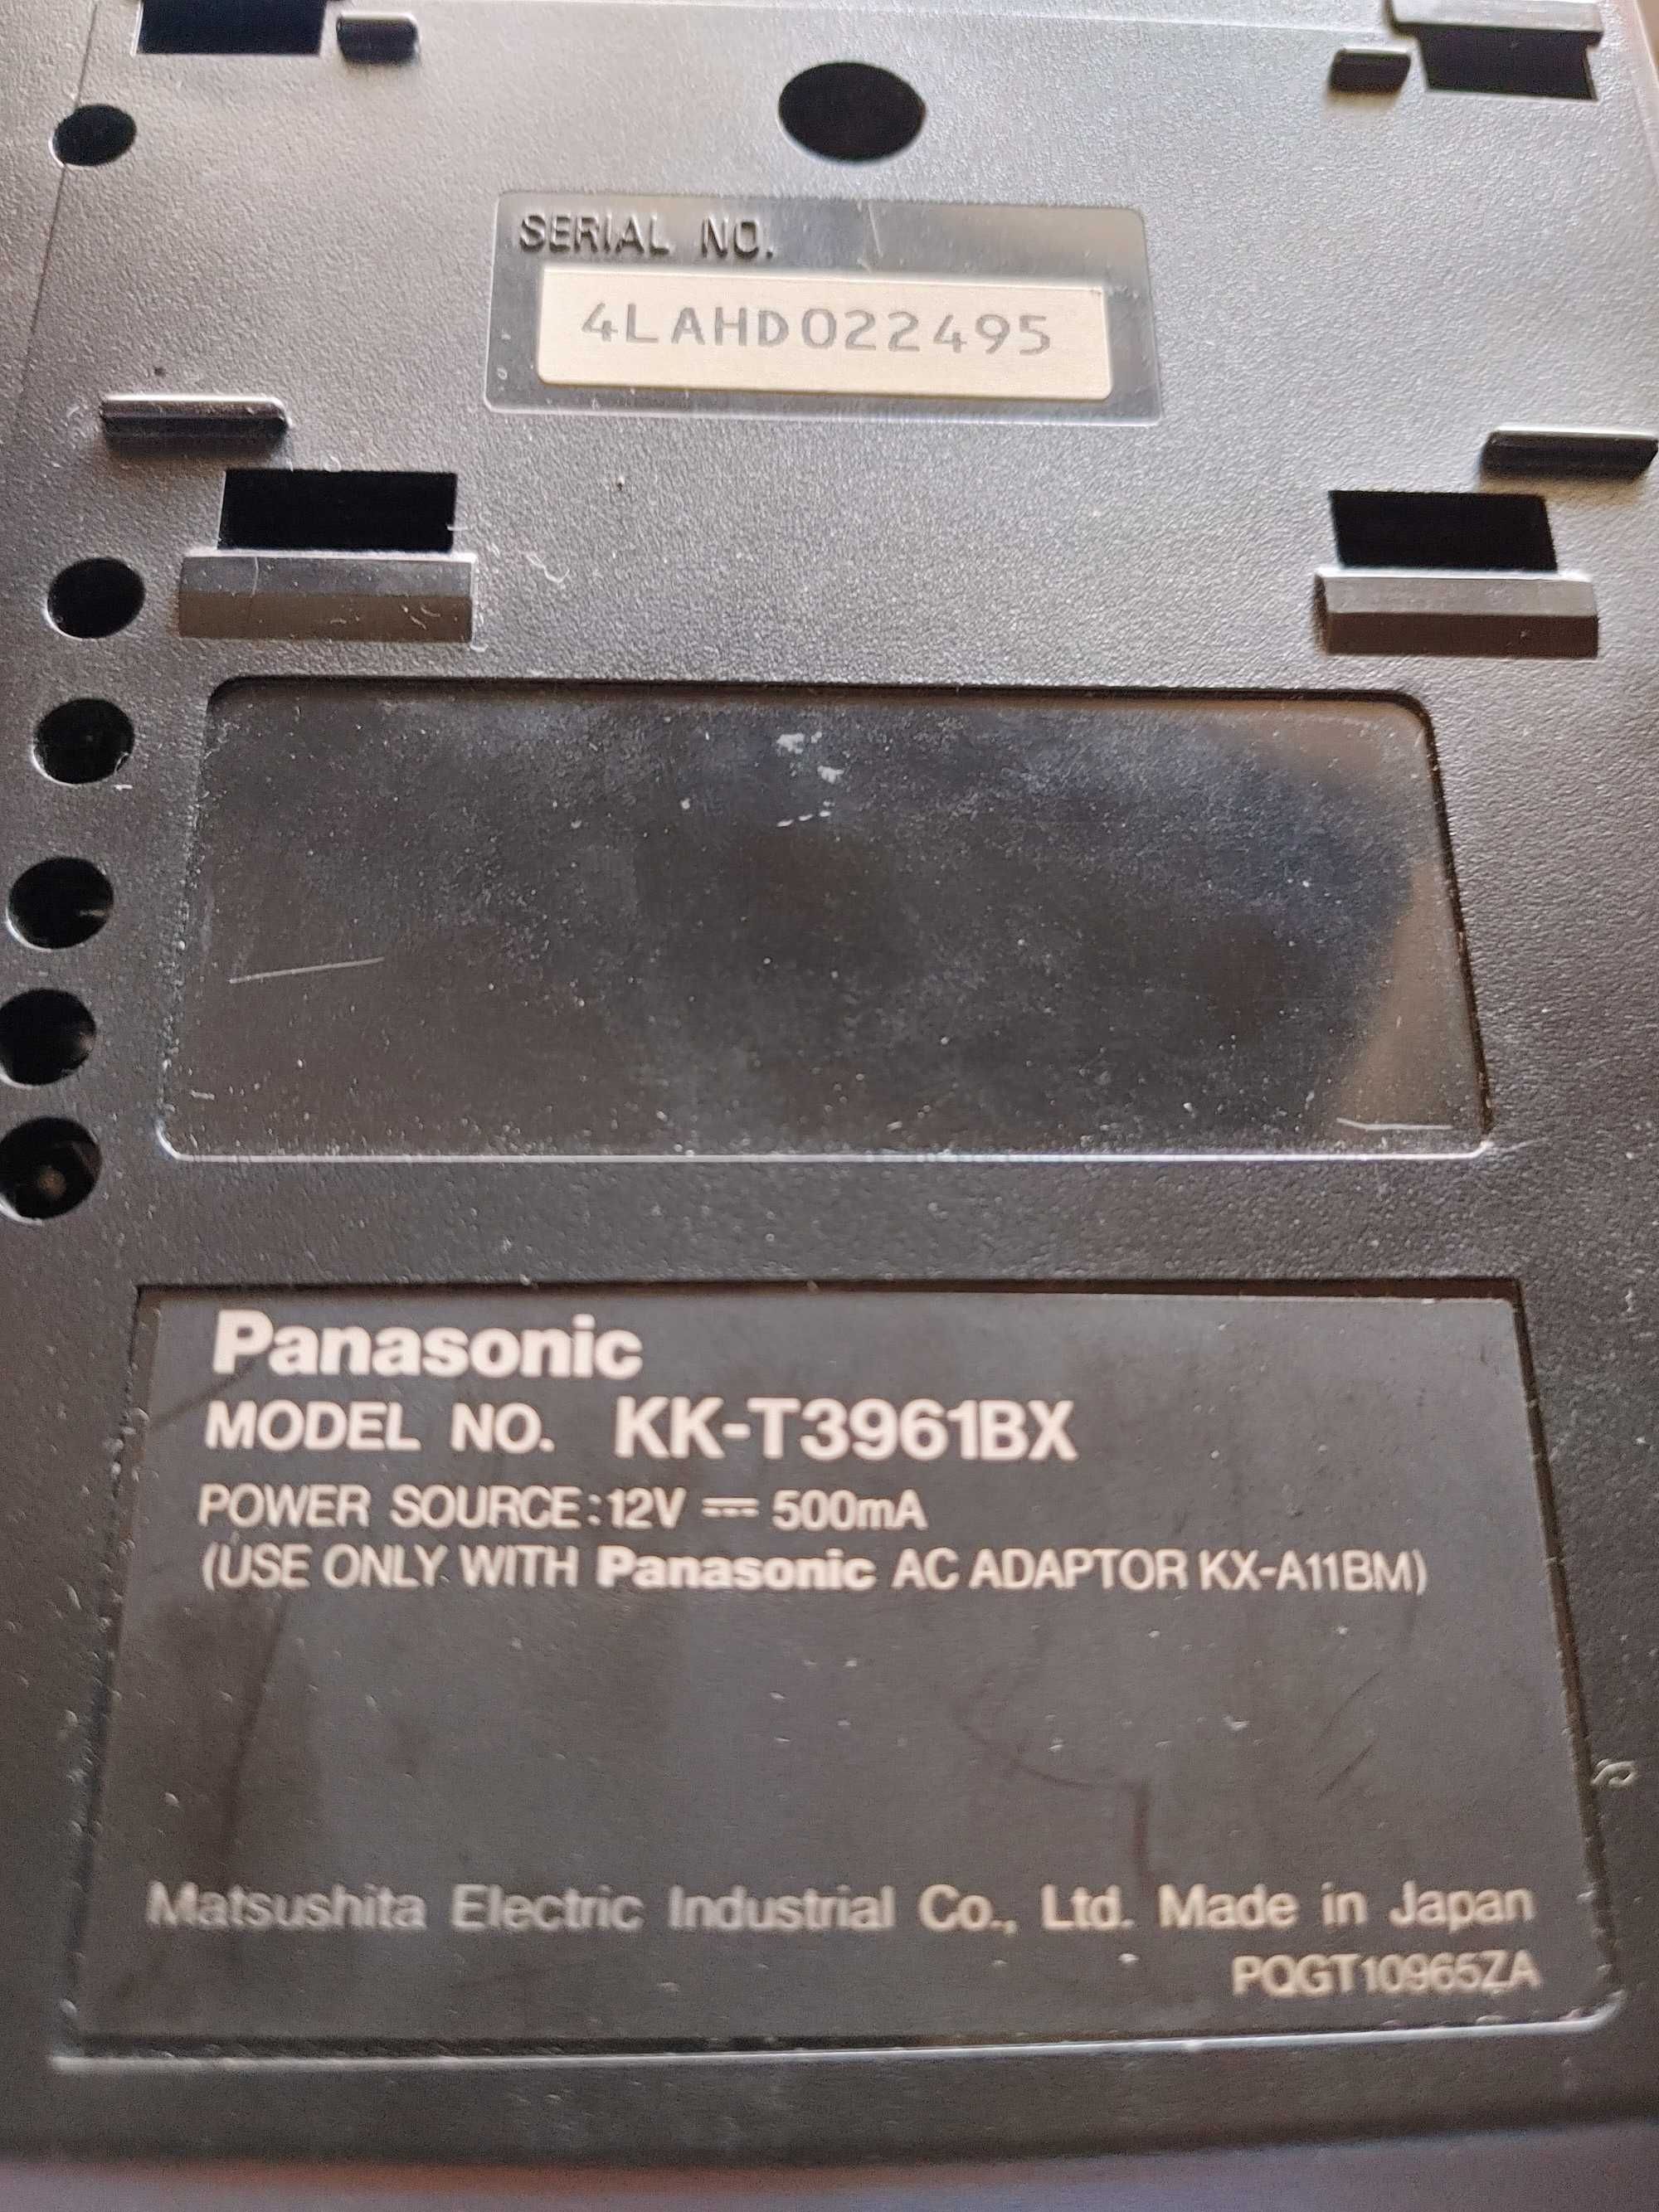 SERIAL NO.
4LAHD022495
Panasonic
MODEL NO. KK-T3961BX
POWER SOURCE:12V ⎓ 500mA
(USE ONLY WITH Panasonic AC ADAPTOR KX-A11BM)
Matsushita Electric Industrial Co., Ltd. Made in Japan
PQGT10965ZA